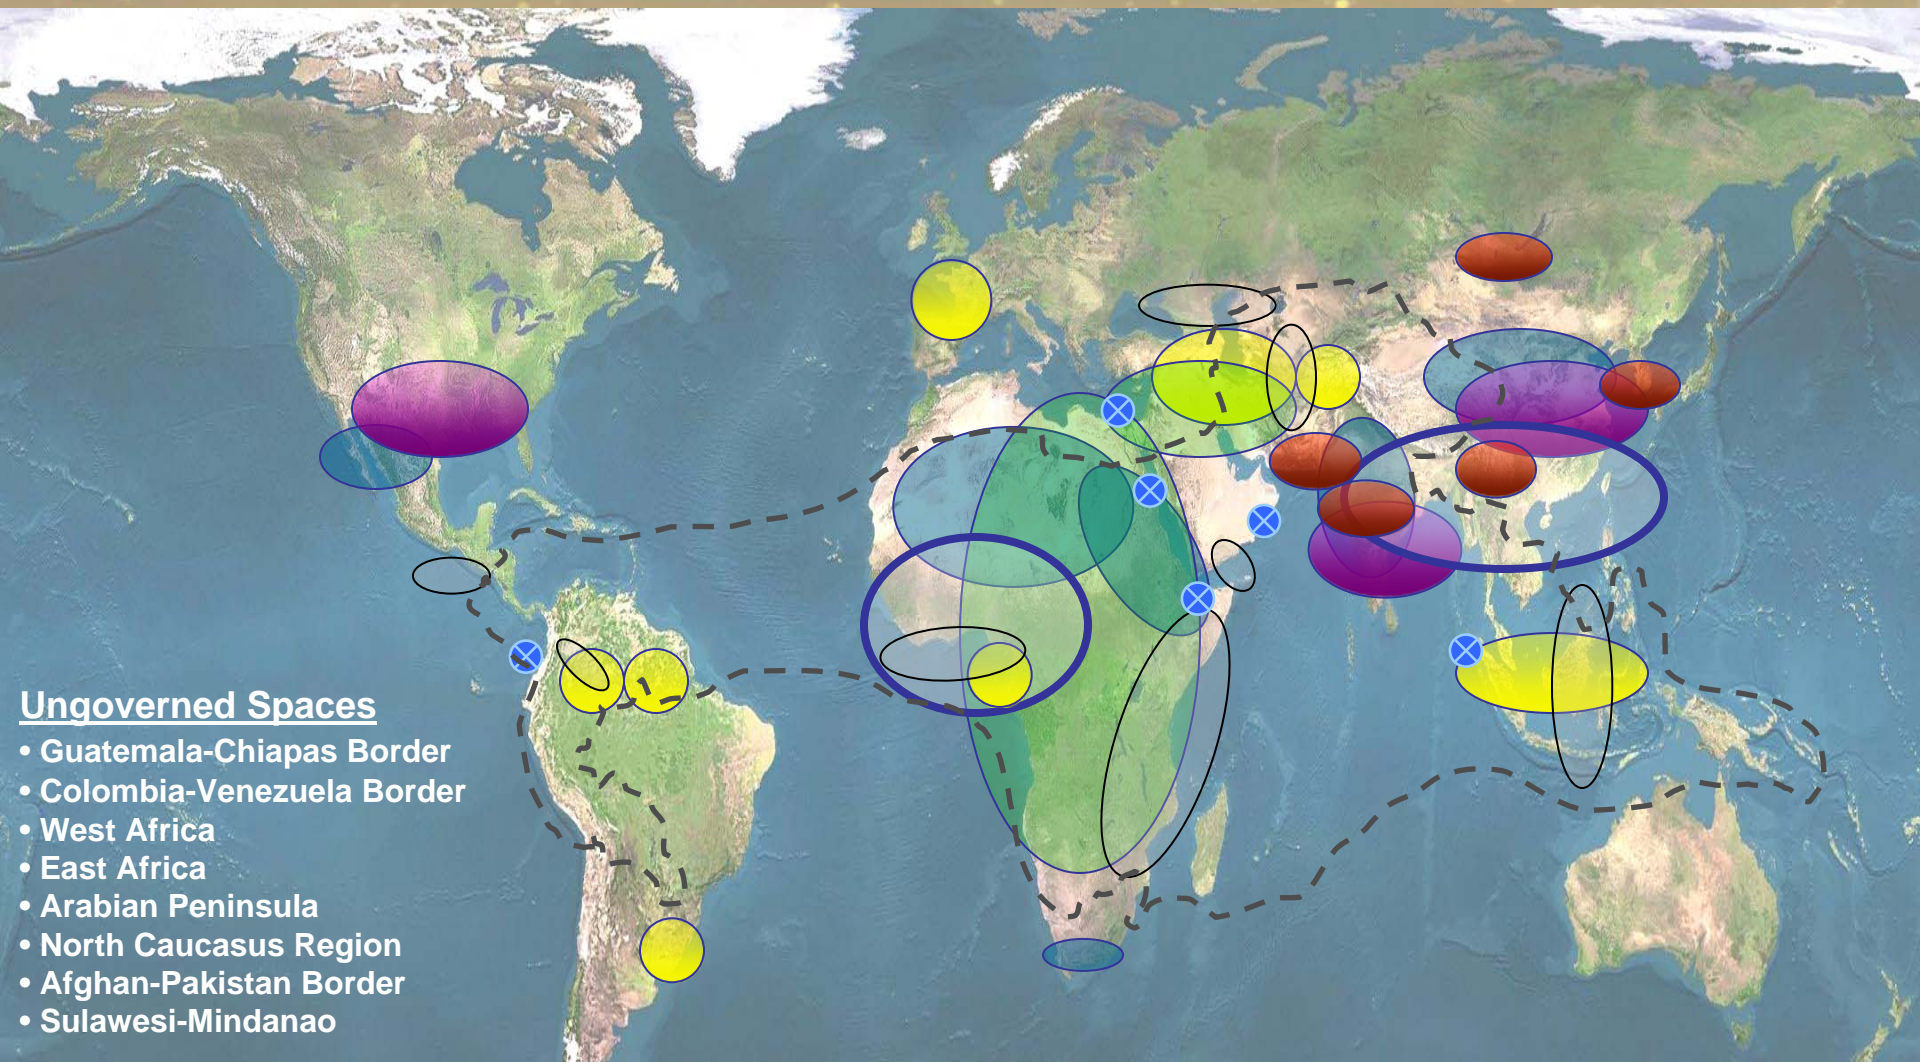 Ungoverned Spaces
• Guatemala-Chiapas Border
• Colombia-Venezuela Border
• West Africa
• East Africa
• Arabian Peninsula
• North Caucasus Region
• Afghan-Pakistan Border
• Sulawesi-Mindanao